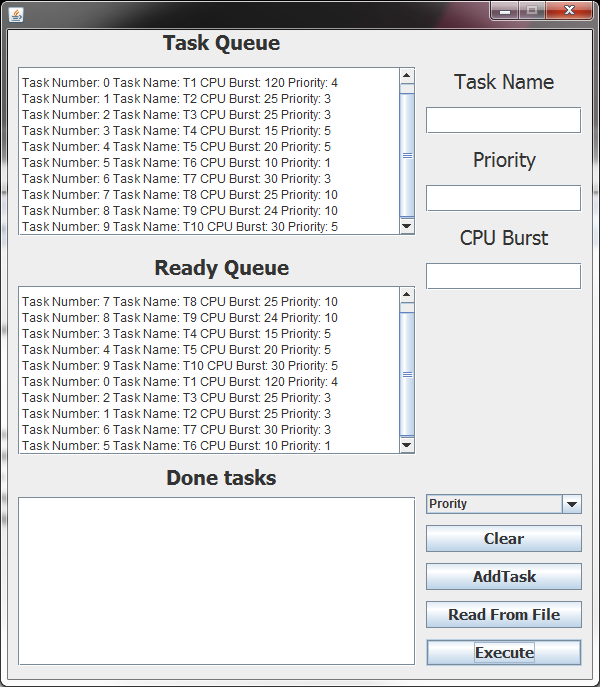 Task Queue
Task Number: 0 Task Name: T1 CPU Burst: 120 Priority: 4
Task Number: 1 Task Name: T2 CPU Burst: 25 Priority: 3
Task Number: 2 Task Name: T3 CPU Burst: 25 Priority: 3
Task Number: 3 Task Name: T4 CPU Burst: 15 Priority: 5
Task Number: 4 Task Name: T5 CPU Burst: 20 Priority: 5
Task Number: 5 Task Name: T6 CPU Burst: 10 Priority: 1
Task Number: 6 Task Name: T7 CPU Burst: 30 Priority: 3
Task Number: 7 Task Name: T8 CPU Burst: 25 Priority: 10
Task Number: 8 Task Name: T9 CPU Burst: 24 Priority: 10
Task Number: 9 Task Name: T10 CPU Burst: 30 Priority: 5
Task Name
Priority
CPU Burst
Ready Queue
Task Number: 7 Task Name: T8 CPU Burst: 25 Priority: 10
Task Number: 8 Task Name: T9 CPU Burst: 24 Priority: 10
Task Number: 3 Task Name: T4 CPU Burst: 15 Priority: 5
Task Number: 4 Task Name: T5 CPU Burst: 20 Priority: 5
Task Number: 9 Task Name: T10 CPU Burst: 30 Priority: 5
Task Number: 0 Task Name: T1 CPU Burst: 120 Priority: 4
Task Number: 2 Task Name: T3 CPU Burst: 25 Priority: 3
Task Number: 1 Task Name: T2 CPU Burst: 25 Priority: 3
Task Number: 6 Task Name: T7 CPU Burst: 30 Priority: 3
Task Number: 5 Task Name: T6 CPU Burst: 10 Priority: 1
Done tasks
Prority
Clear
AddTask
Read From File
Execute